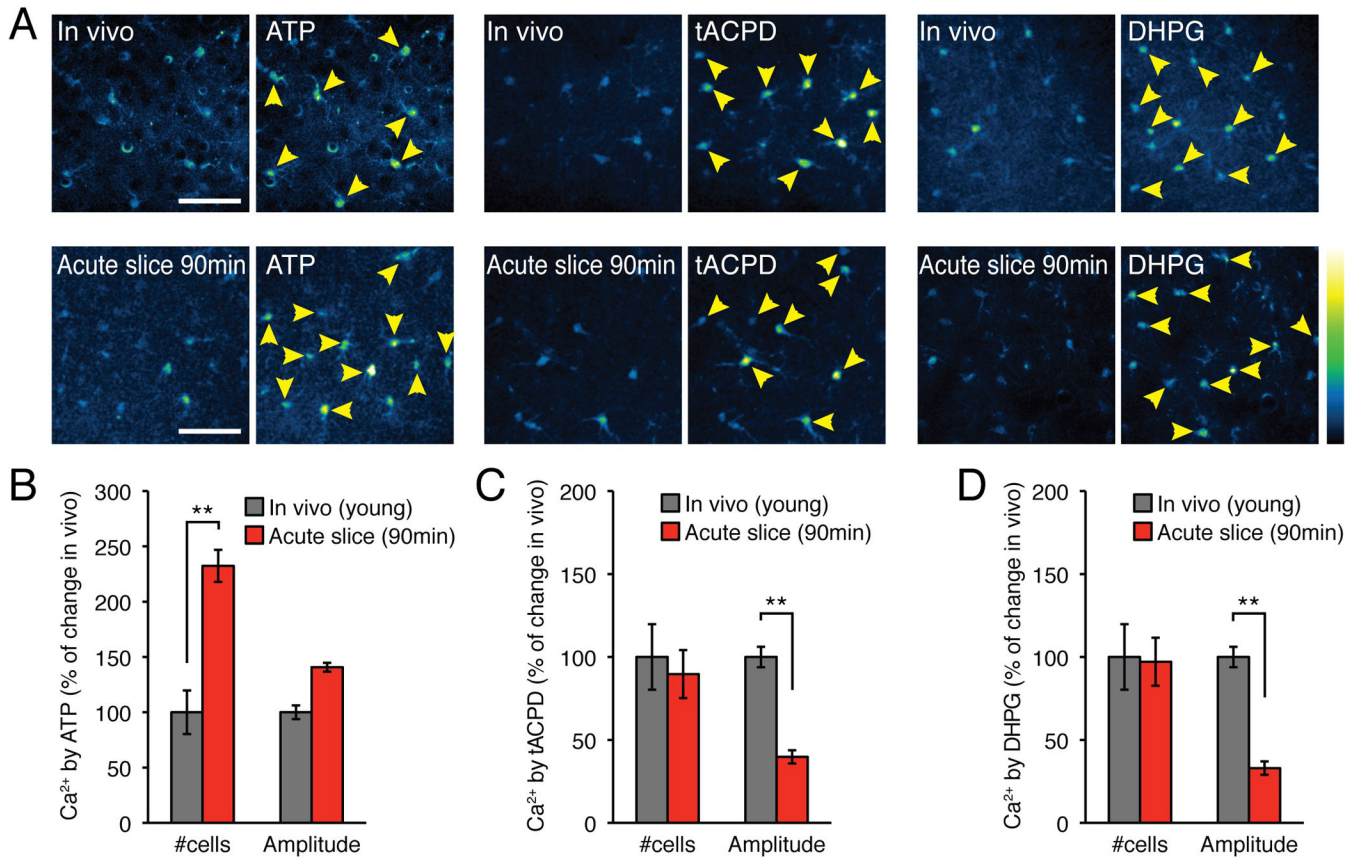 A
In vivo
ATP
In vivo
tACPD
In vivo
DHPG
Acute slice 90min
ATP
Acute slice 90min
tACPD
Acute slice 90min
DHPG
B
Ca²⁺ by ATP (% of change in vivo)
300
250
200
150
100
50
0
**
In vivo (young)
Acute slice (90min)
#cells
Amplitude
C
Ca²⁺ by tACPD (% of change in vivo)
200
150
100
50
0
In vivo (young)
Acute slice (90min)
**
#cells
Amplitude
D
Ca²⁺ by DHPG (% of change in vivo)
200
150
100
50
0
In vivo (young)
Acute slice (90min)
**
#cells
Amplitude